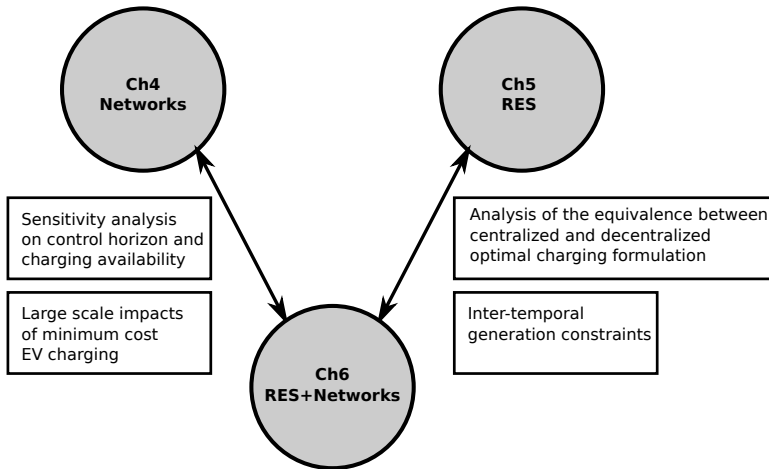 Ch4
Networks
Ch5
RES
Sensitivity analysis
on control horizon and
charging availability
Analysis of the equivalence between
centralized and decentralized
optimal charging formulation
Large scale impacts
of minimum cost
EV charging
Inter-temporal
generation constraints
Ch6
RES+Networks